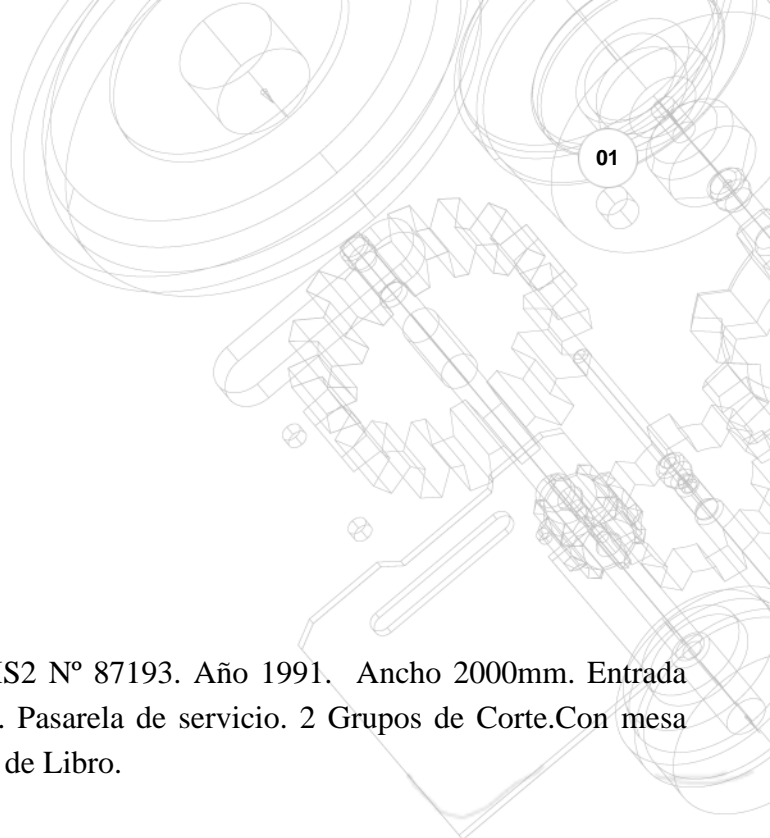 01
S2 Nº 87193. Año 1991. Ancho 2000mm. Entrada
. Pasarela de servicio. 2 Grupos de Corte.Con mesa
de Libro.